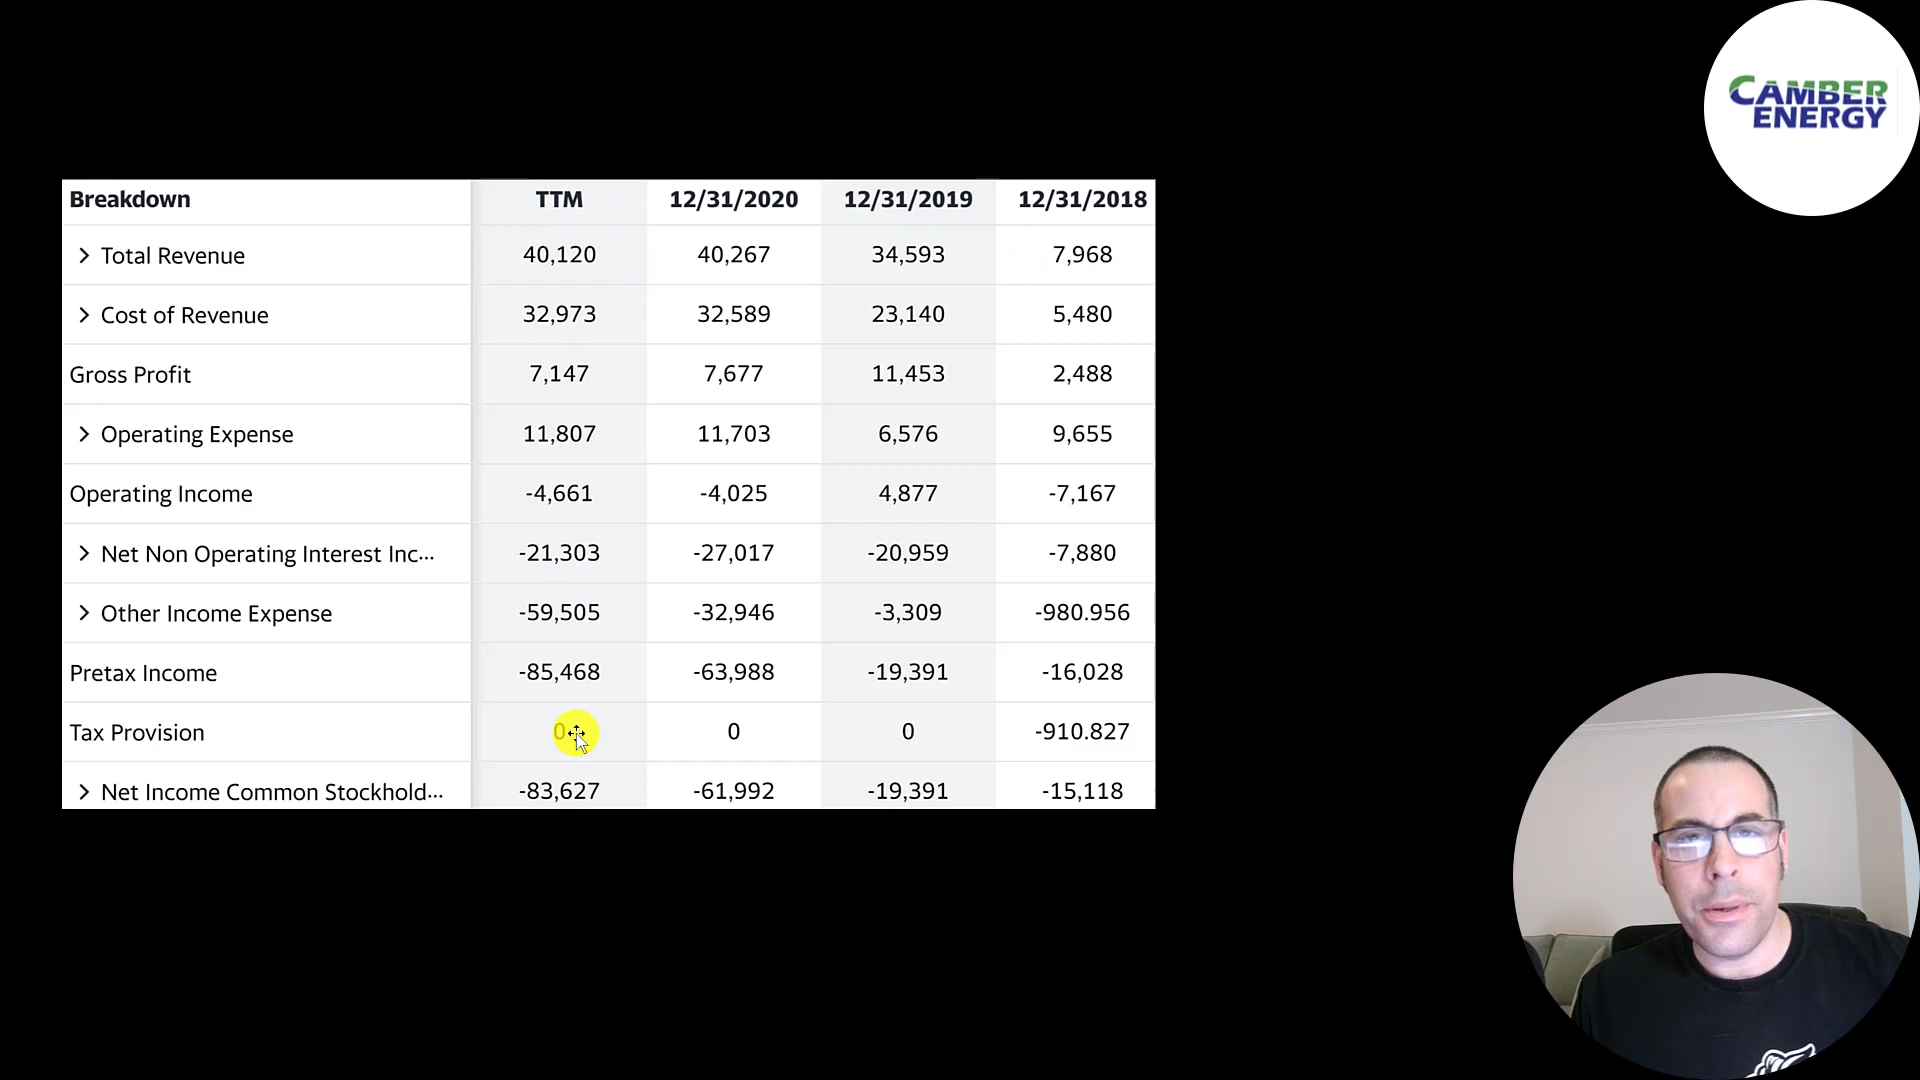 CAMBER
ENERGY
Breakdown TTM 12/31/2020 12/31/2019 12/31/2018
Total Revenue 40,120 40,267 34,593 7,968
Cost of Revenue 32,973 32,589 23,140 5,480
Gross Profit 7,147 7,677 11,453 2,488
Operating Expense 11,807 11,703 6,576 9,655
Operating Income -4,661 -4,025 4,877 -7,167
Net Non Operating Interest Inc... -21,303 -27,017 -20,959 -7,880
Other Income Expense -59,505 -32,946 -3,309 -980.956
Pretax Income -85,468 -63,988 -19,391 -16,028
Tax Provision 0 0 0 -910.827
Net Income Common Stockhold... -83,627 -61,992 -19,391 -15,118